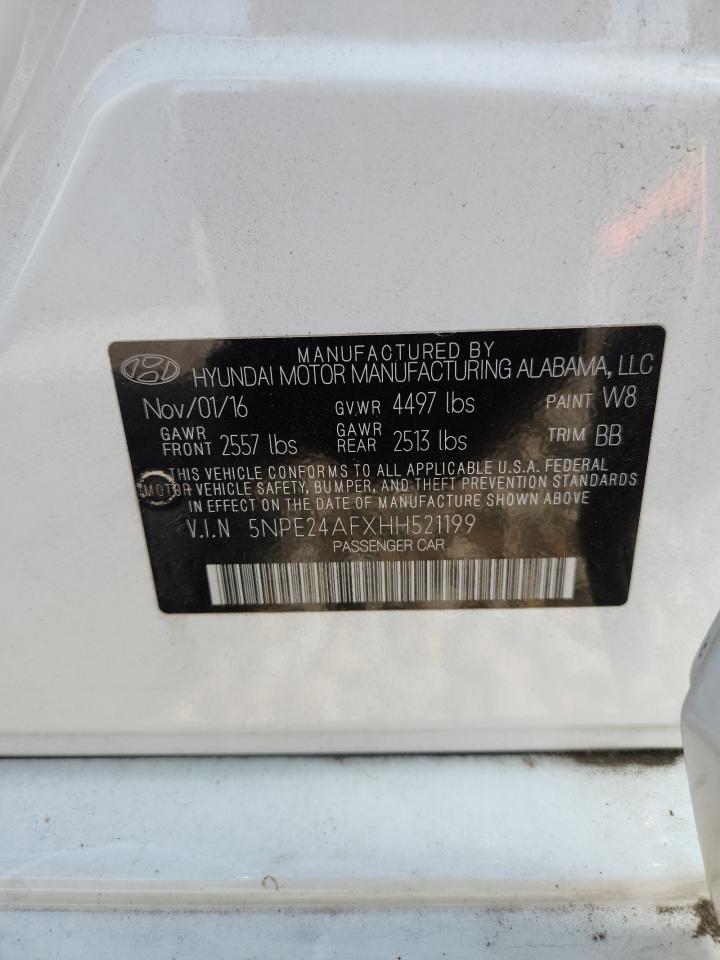 MANUFACTURED BY
HYUNDAI MOTOR MANUFACTURING ALABAMA, LLC
Nov/01/16 GVWR 4497 lbs PAINT W8
GAWR FRONT 2557 lbs GAWR REAR 2513 lbs TRIM BB
THIS VEHICLE CONFORMS TO ALL APPLICABLE U.S.A. FEDERAL
MOTOR VEHICLE SAFETY, BUMPER, AND THEFT PREVENTION STANDARDS
IN EFFECT ON THE DATE OF MANUFACTURE SHOWN ABOVE.
V.I.N 5NPE24AFXHH521199
PASSENGER CAR